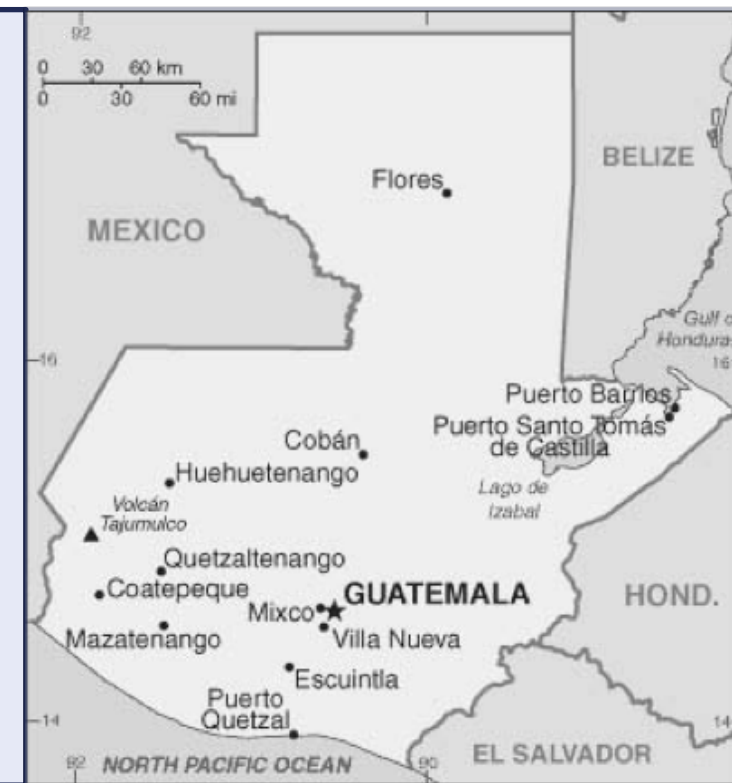 92
0 30 60 km
0 30 60 mi
BELIZE
Flores
MEXICO
Gulf
Honduras
16
16
Puerto Barrios
Puerto Santo Tomás
de Castilla
Cobán
Huehuetenango
Lago de
Izabal
Volcán
Tajumulco
Quetzaltenango
Coatepeque
GUATEMALA
HOND.
Mixco
Mazatenango
Villa Nueva
Escuintla
Puerto
Quetzal
14
14
EL SALVADOR
NORTH PACIFIC OCEAN
92
90